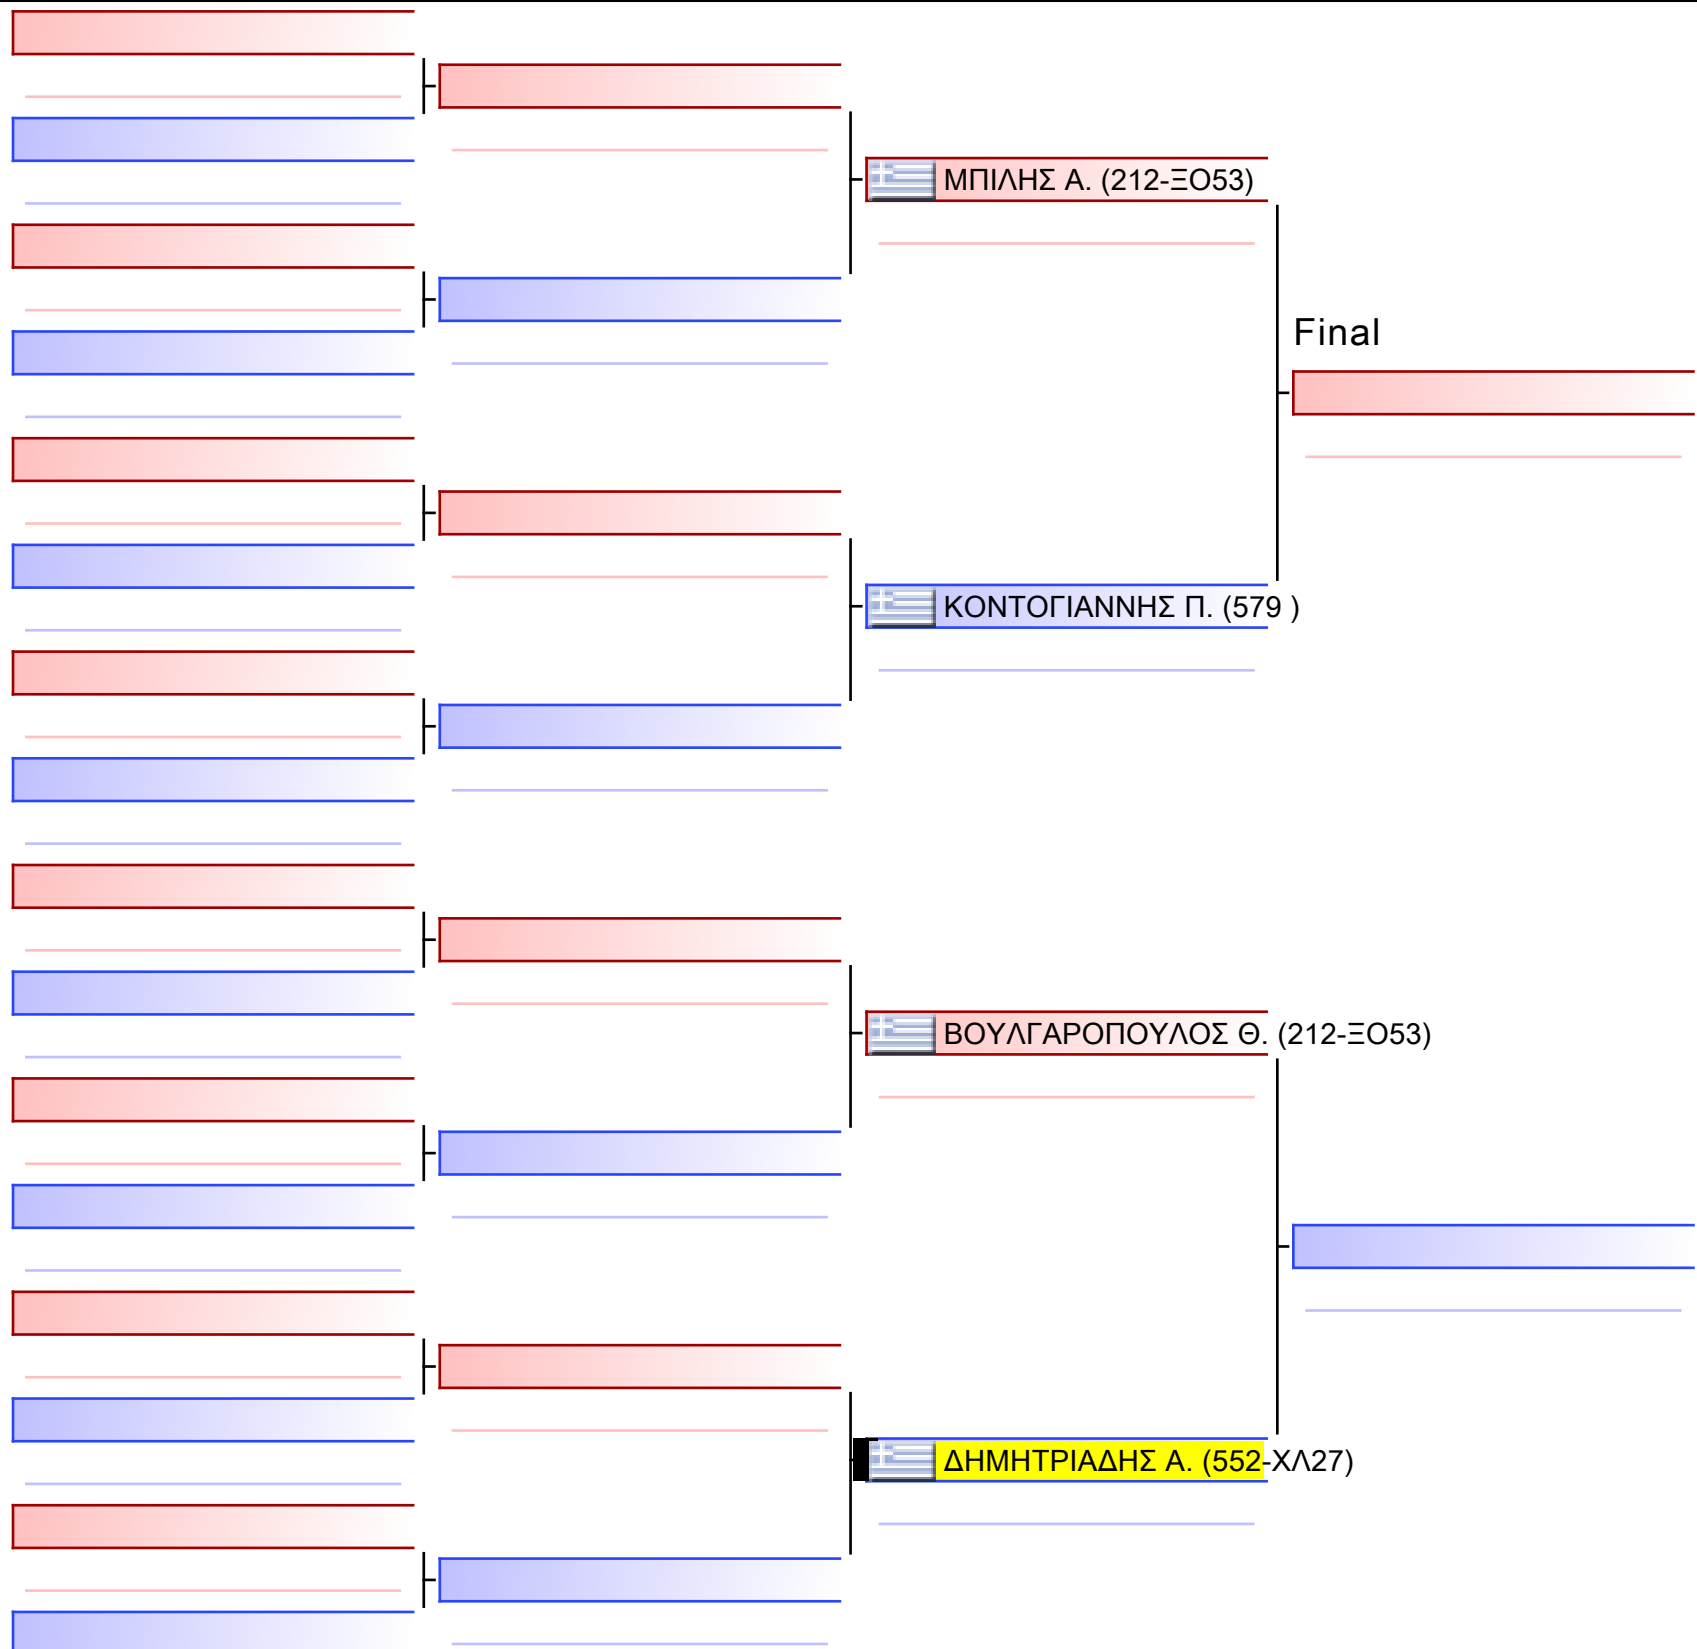 ΜΠΙΛΗΣ Α. (212-ΞΟ53)
Final
ΚΟΝΤΟΓΙΑΝΝΗΣ Π. (579 )
ΒΟΥΛΓΑΡΟΠΟΥΛΟΣ Θ. (212-ΞΟ53)
ΔΗΜΗΤΡΙΑΔΗΣ Α. (552-ΧΛ27)